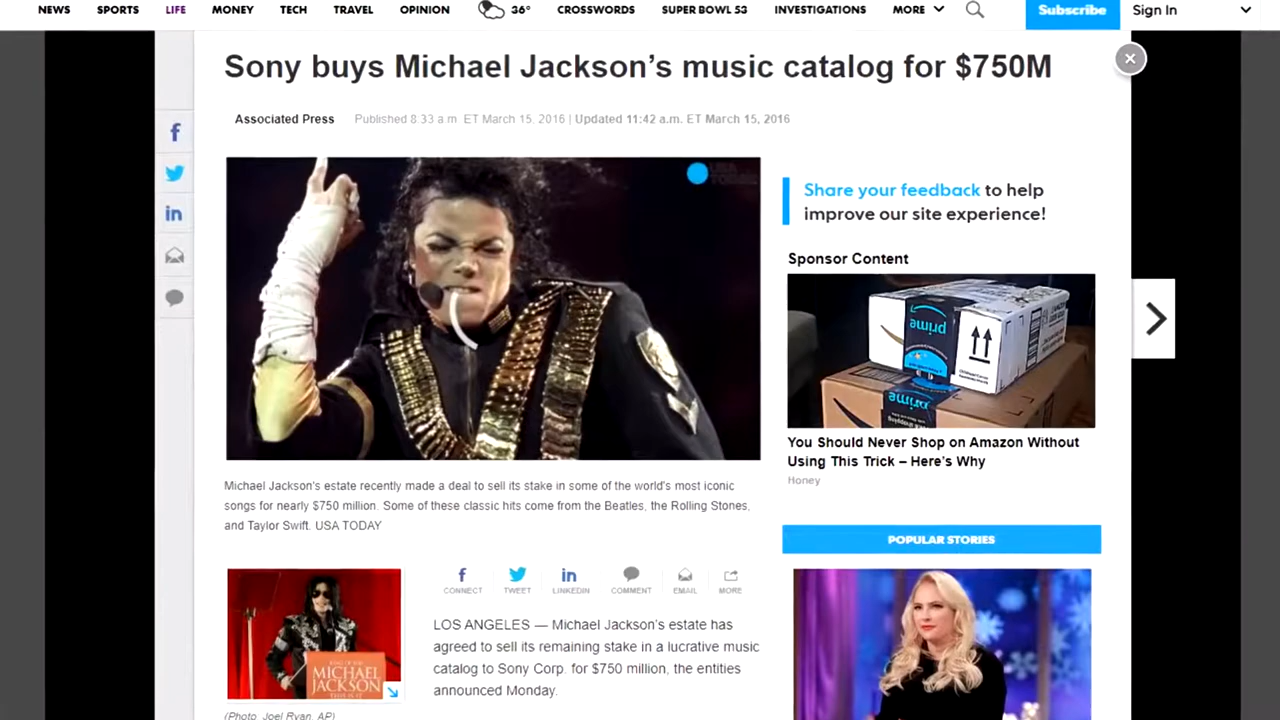 NEWS SPORTS LIFE MONEY TECH TRAVEL OPINION 36° CROSSWORDS SUPER BOWL 53 INVESTIGATIONS MORE Subscribe Sign In
Sony buys Michael Jackson's music catalog for $750M
Associated Press Published 8:33 a.m. ET March 15, 2016 | Updated 11:42 a.m. ET March 15, 2016
USA
TODAY
Share your feedback to help
improve our site experience!
Sponsor Content
prime
prime
You Should Never Shop on Amazon Without
Using This Trick – Here's Why
Honey
Michael Jackson's estate recently made a deal to sell its stake in some of the world's most iconic
songs for nearly $750 million. Some of these classic hits come from the Beatles, the Rolling Stones,
and Taylor Swift. USA TODAY
POPULAR STORIES
CONNECT TWEET LINKEDIN COMMENT EMAIL MORE
MICHAEL
JACKSON
(Photo: Joel Ryan, AP)
LOS ANGELES — Michael Jackson's estate has
agreed to sell its remaining stake in a lucrative music
catalog to Sony Corp. for $750 million, the entities
announced Monday.